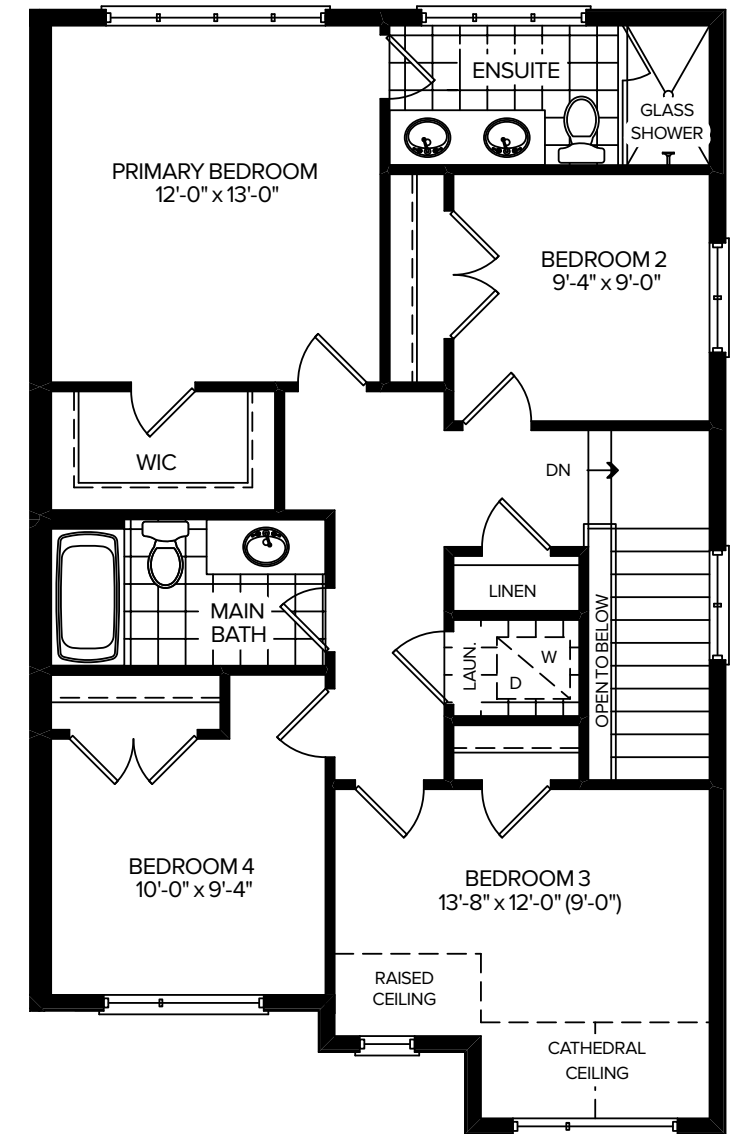 ENSUITE
GLASS
SHOWER
PRIMARY BEDROOM
12'-0" x 13'-0"
BEDROOM 2
9'-4" x 9'-0"
WIC
DN
LINEN
MAIN
BATH
LAUN.
W
D
OPEN TO BELOW
BEDROOM 4
10'-0" x 9'-4"
BEDROOM 3
13'-8" x 12'-0" (9'-0")
RAISED
CEILING
CATHEDRAL
CEILING